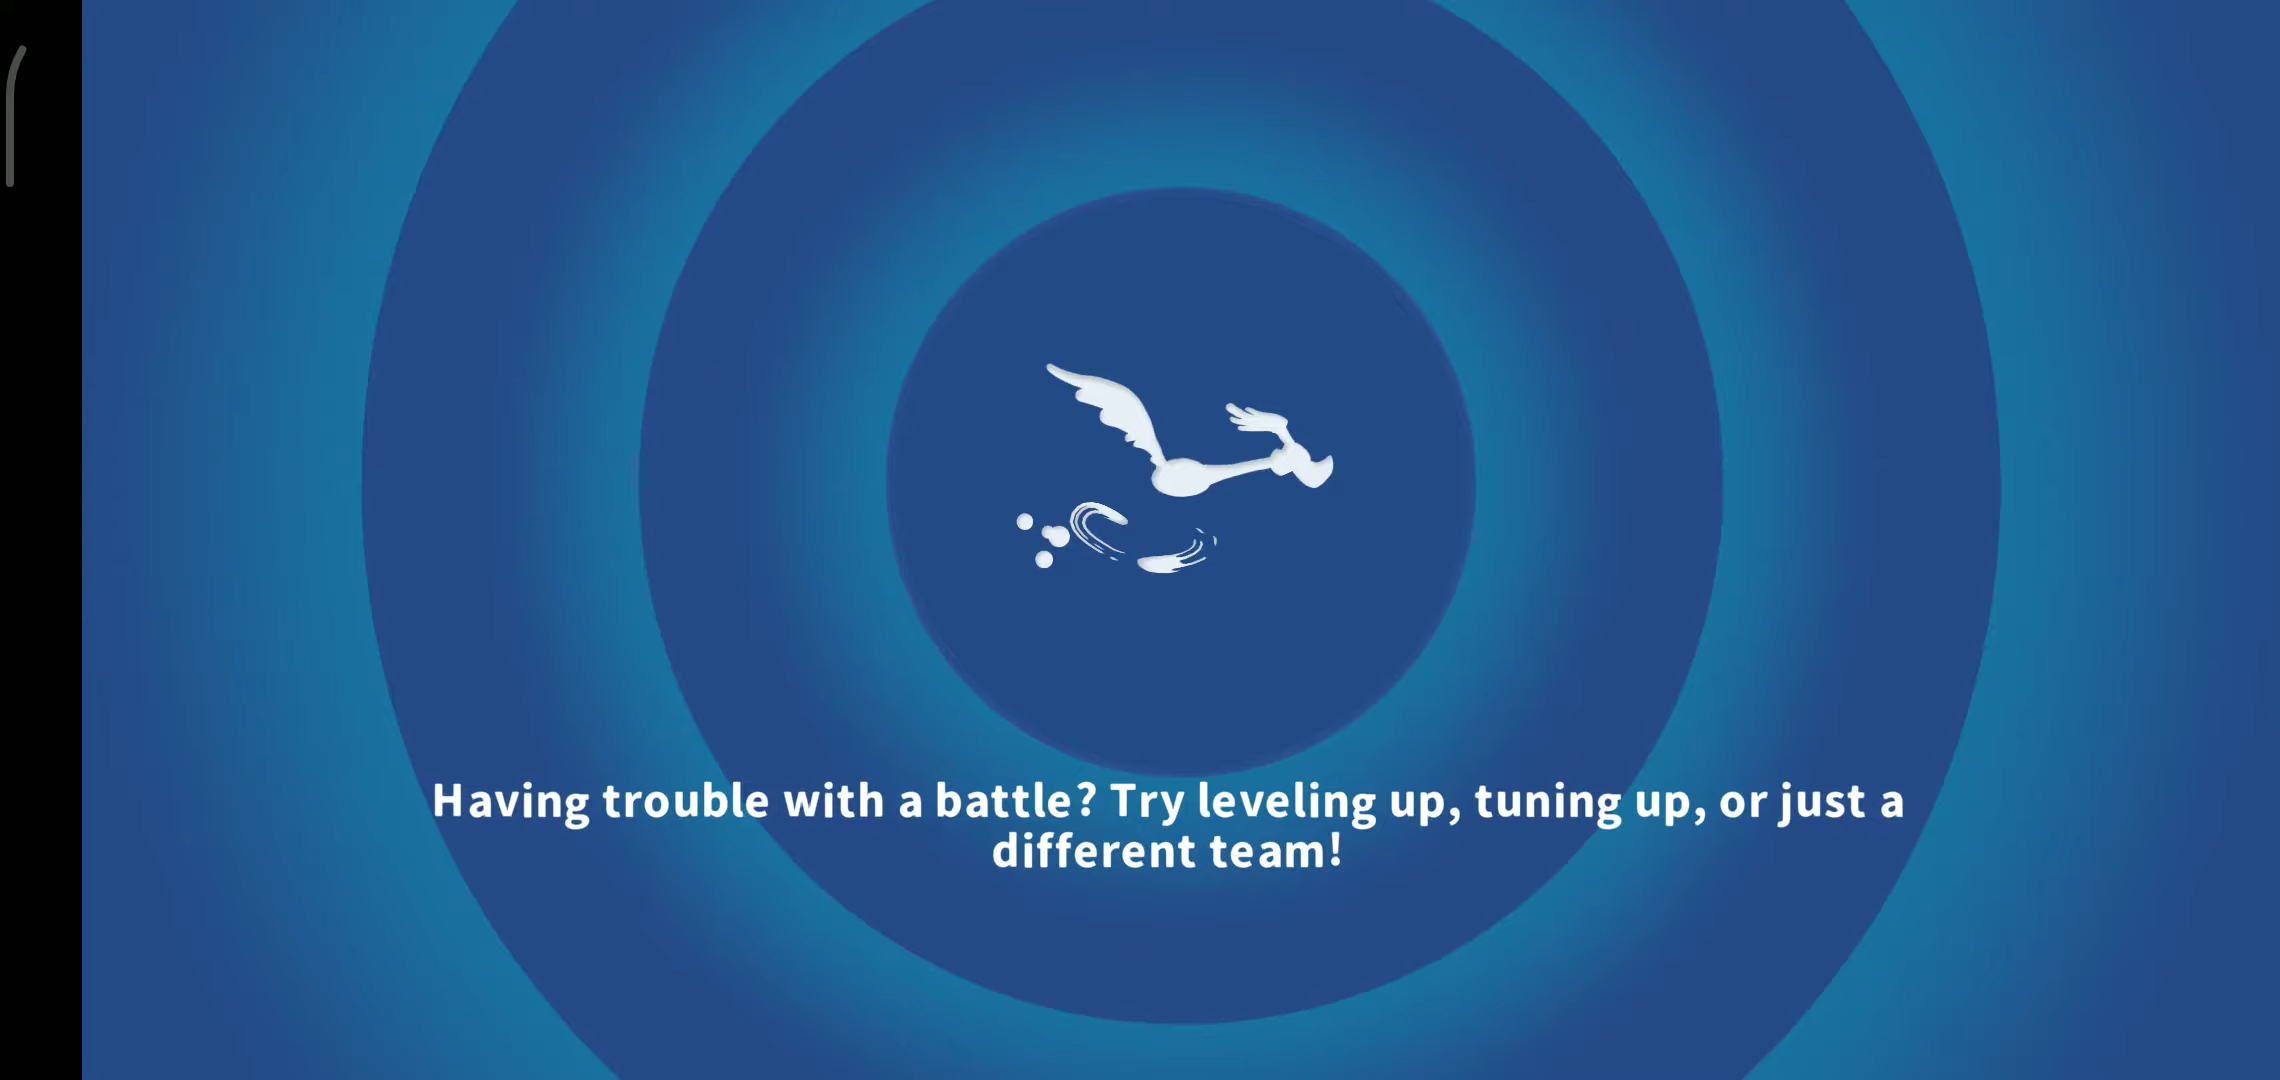 Having trouble with a battle? Try leveling up, tuning up, or just a
different team!